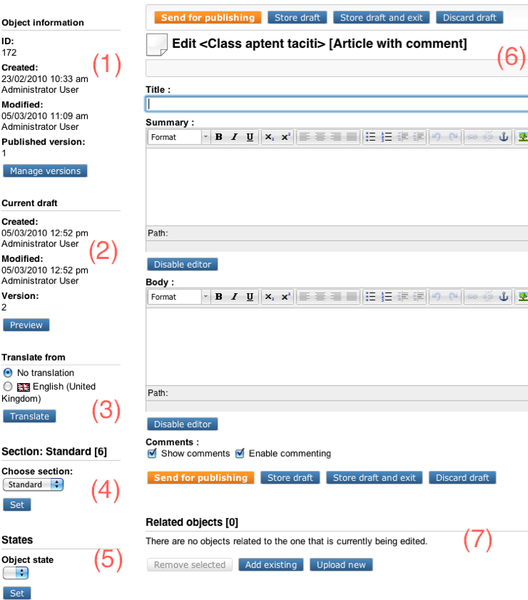 Object information
ID:
172
(1)
Created:
23/02/2010 10:33 am
Administrator User
Modified:
05/03/2010 11:09 am
Administrator User
Published version:
1
Manage versions
Current draft
Created:
05/03/2010 12:52 pm
Administrator User
(2)
Modified:
05/03/2010 12:52 pm
Administrator User
Version:
2
Preview
Translate from
No translation
English (United
Kingdom)
(3)
Translate
Section: Standard [6]
Choose section:
Standard
(4)
Set
States
Object state
(5)
Set
Send for publishing Store draft Store draft and exit Discard draft
Edit <Class aptent taciti> [Article with comment]
(6)
Title :
Summary :
Format B I U x, x²
Path:
Disable editor
Body :
Format B I U x, x²
Path:
Disable editor
Comments :
Show comments Enable commenting
Send for publishing Store draft Store draft and exit Discard draft
Related objects [0]
There are no objects related to the one that is currently being edited.
(7)
Remove selected Add existing Upload new